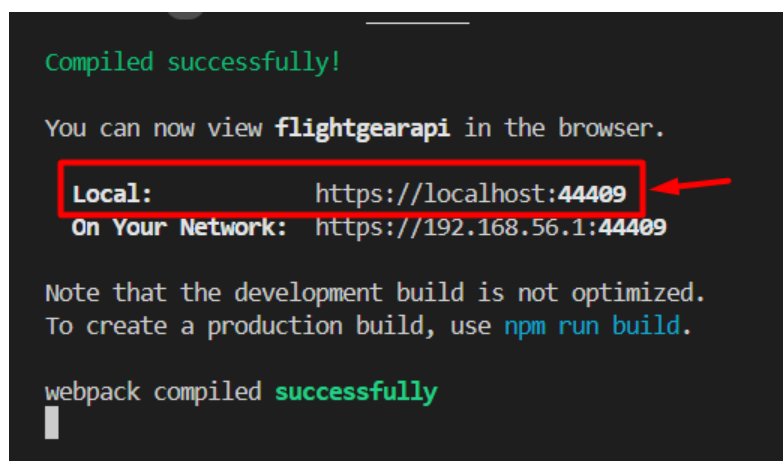 Compiled successfully!
You can now view flightgearapi in the browser.
Local: https://localhost:44409
On Your Network: https://192.168.56.1:44409
Note that the development build is not optimized.
To create a production build, use npm run build.
webpack compiled successfully